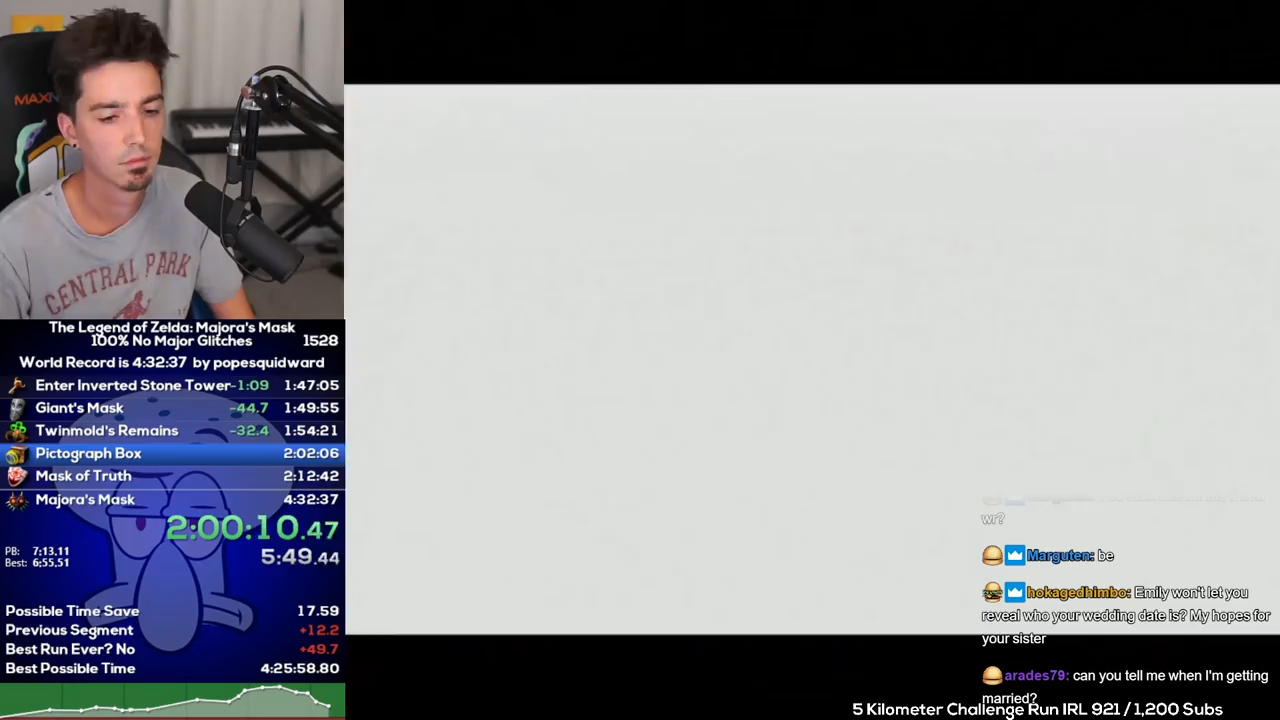 MAXN
CENTRAL PARK
The Legend of Zelda: Majora's Mask
100% No Major Glitches 1528
World Record is 4:32:37 by popesquidward
Enter Inverted Stone Tower -1:09 1:47:05
Giant's Mask -44.7 1:49:55
Twinmold's Remains -32.4 1:54:21
Pictograph Box 2:02:06
Mask of Truth 2:12:42
Majora's Mask 4:32:37
2:00:10.47
PB: 7:13.11
Best: 6:55.51
5:49.44
Possible Time Save 17.59
Previous Segment +12.2
Best Run Ever? No +49.7
Best Possible Time 4:25:58.80
wr?
Marguten: be
hokagedhimbo: Emily won't let you
reveal who your wedding date is? My hopes for
your sister
arades79: can you tell me when I'm getting
married?
5 Kilometer Challenge Run IRL 921 / 1,200 Subs